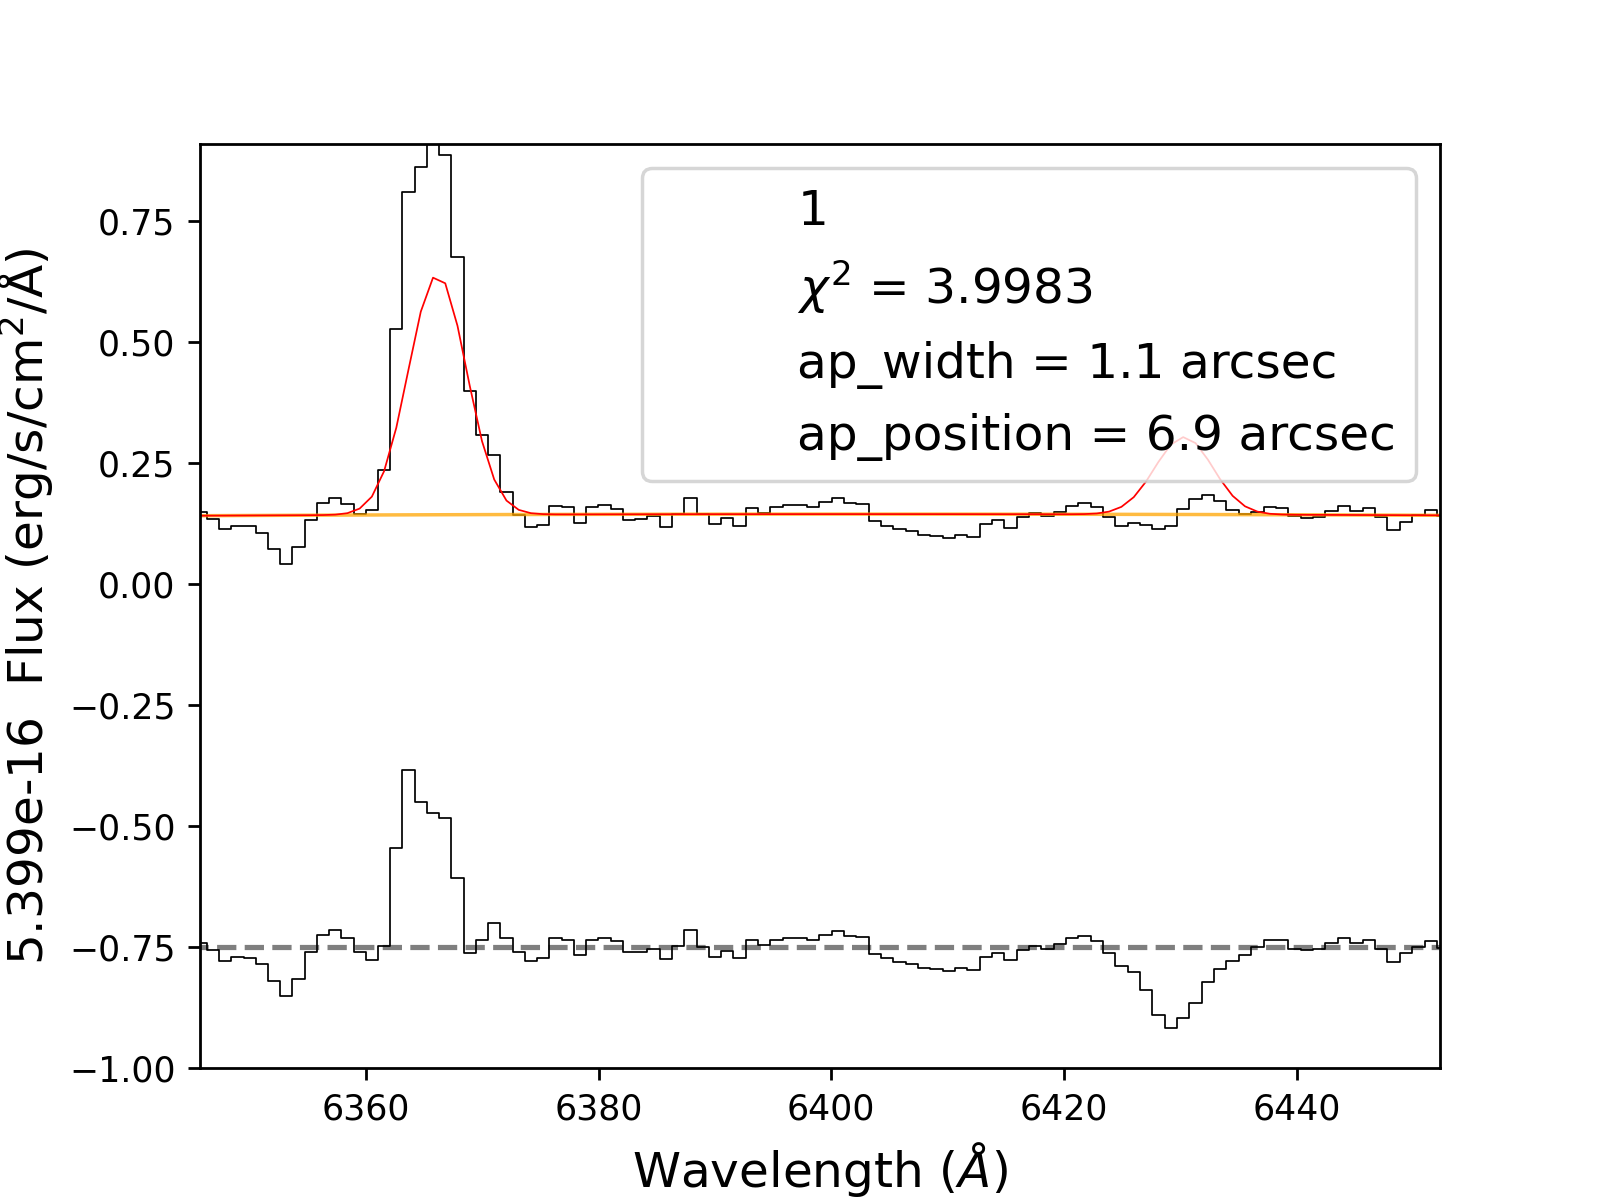 1
χ² = 3.9983
ap_width = 1.1 arcsec
ap_position = 6.9 arcsec
0.75
0.50
0.25
0.00
−0.25
−0.50
−0.75
−1.00
5.399e-16 Flux (erg/s/cm²/Å)
6360 6380 6400 6420 6440
Wavelength (Å)